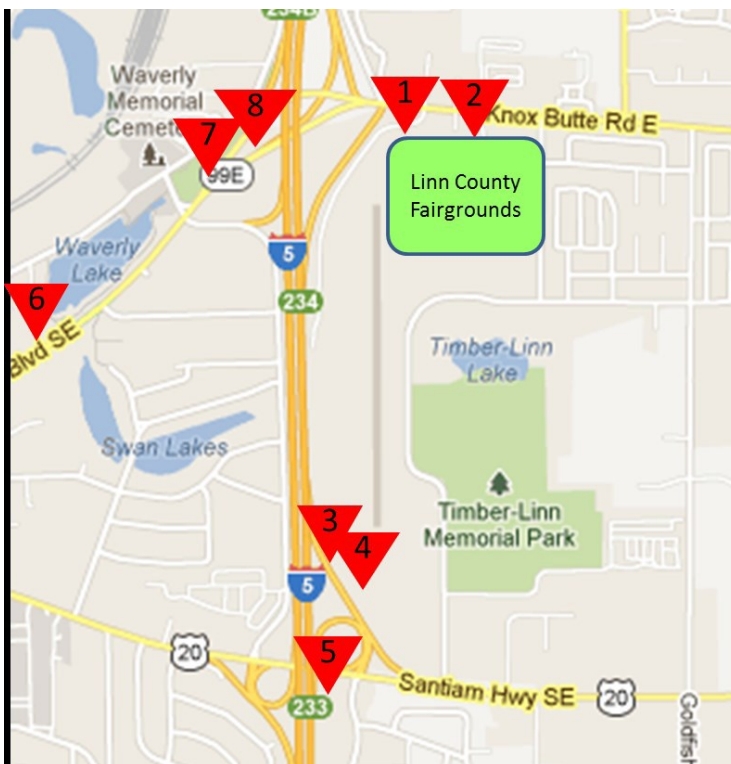 234B
Waverly
Memorial
Cemete
8
1
2
Knox Butte Rd E
7
99E
Linn County
Fairgrounds
Waverly
Lake
5
6
234
Blvd SE
Timber-Linn
Lake
Swan Lakes
Timber-Linn
Memorial Park
3
4
5
20
5
Santiam Hwy SE
20
233
Goldfish